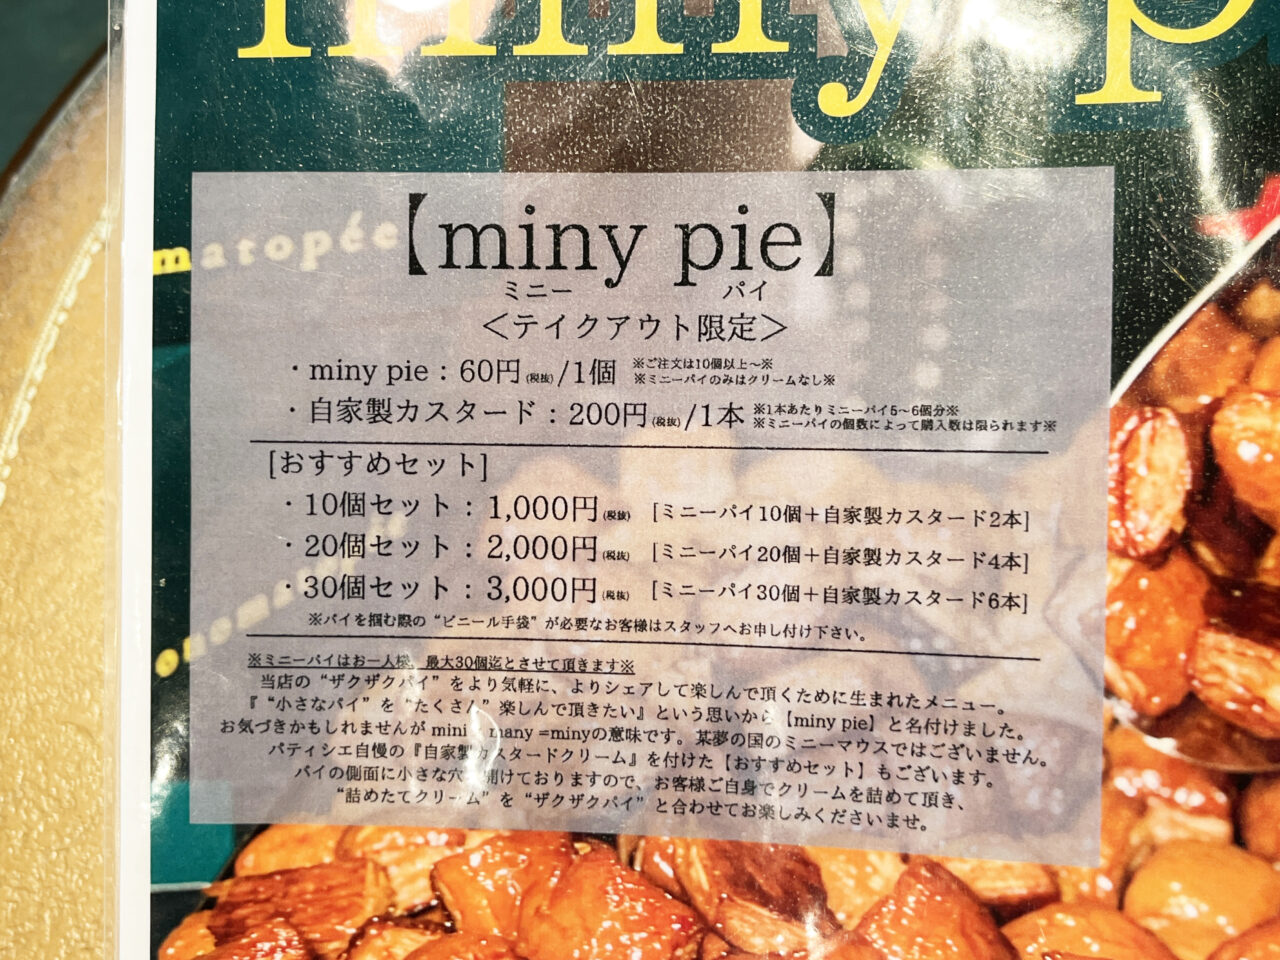 miny p
matopée
【miny pie】
ミニー パイ
＜テイクアウト限定＞
・miny pie：60円(税抜)/1個 ※ご注文は10個以上～※
※ミニーパイのみはクリームなし※
・自家製カスタード：200円(税抜)/1本 ※1本あたりミニーパイ5～6個分※
※ミニーパイの個数によって購入数は限られます※
[おすすめセット]
・10個セット：1,000円(税抜) [ミニーパイ10個＋自家製カスタード2本]
・20個セット：2,000円(税抜) [ミニーパイ20個＋自家製カスタード4本]
・30個セット：3,000円(税抜) [ミニーパイ30個＋自家製カスタード6本]
※パイを掴む際の“ビニール手袋”が必要なお客様はスタッフへお申し付け下さい。
※ミニーパイはお一人様、最大30個迄とさせて頂きます※
当店の“ザクザクパイ”をより気軽に、よりシェアして楽しんで頂くために生まれたメニュー。
『“小さなパイ”を“たくさん”楽しんで頂きたい』という思いから【miny pie】と名付けました。
お気づきかもしれませんが mini many =minyの意味です。某夢の国のミニーマウスではございません。
パティシエ自慢の『自家製カスタードクリーム』を付けた【おすすめセット】もございます。
パイの側面に小さな穴 開けておりますので、お客様ご自身でクリームを詰めて頂き、
“詰めたてクリーム”を“ザクザクパイ”と合わせてお楽しみくださいませ。